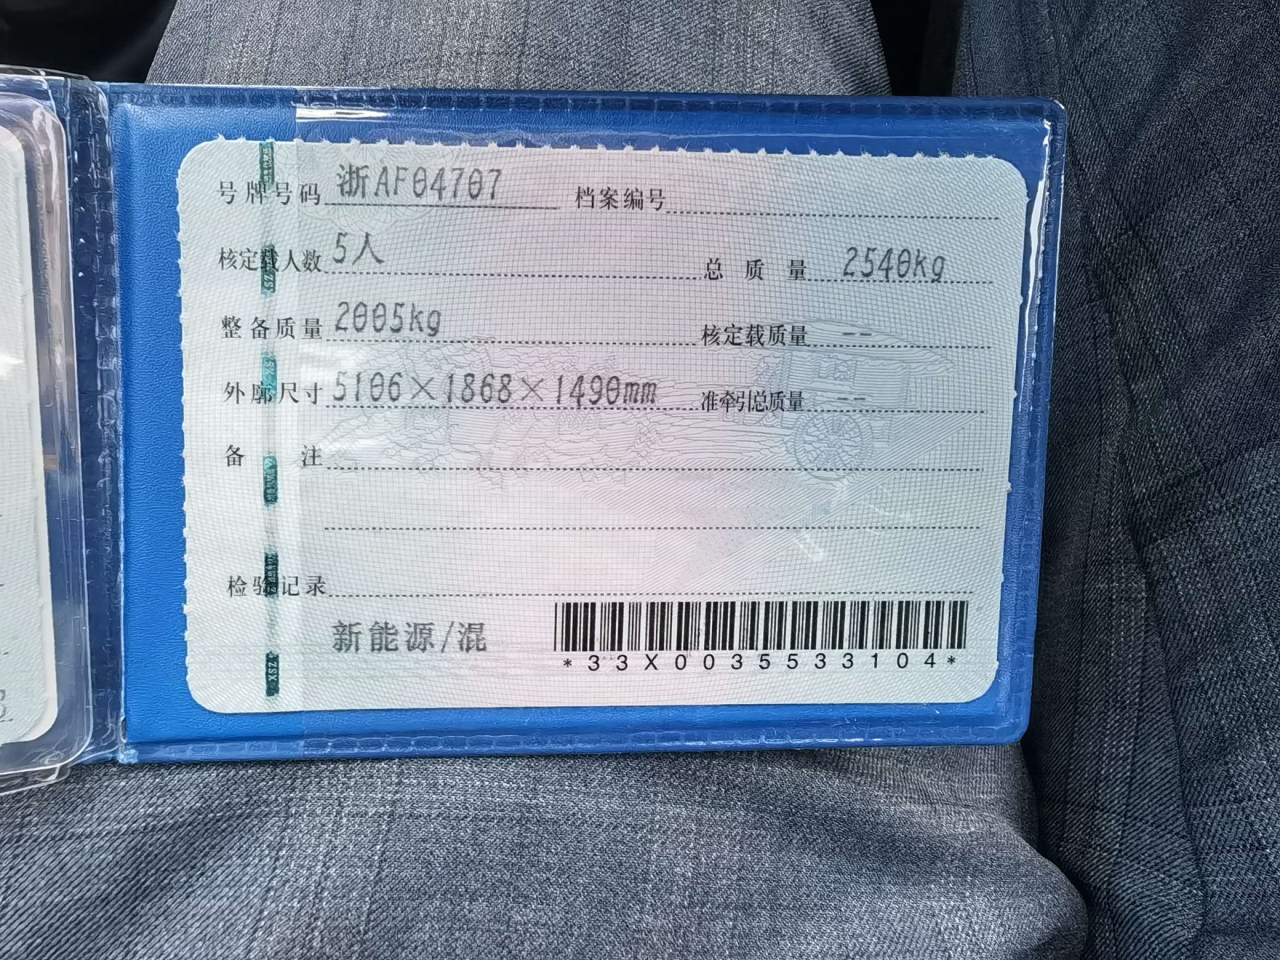 号牌号码 浙AF04707 档案编号
核定载人数 5人 总质量 2540kg
整备质量 2005kg 核定载质量 --
外廓尺寸 5106×1868×1490mm 准牵引总质量 --
备注
检验记录
新能源/混
*33X0035533104*